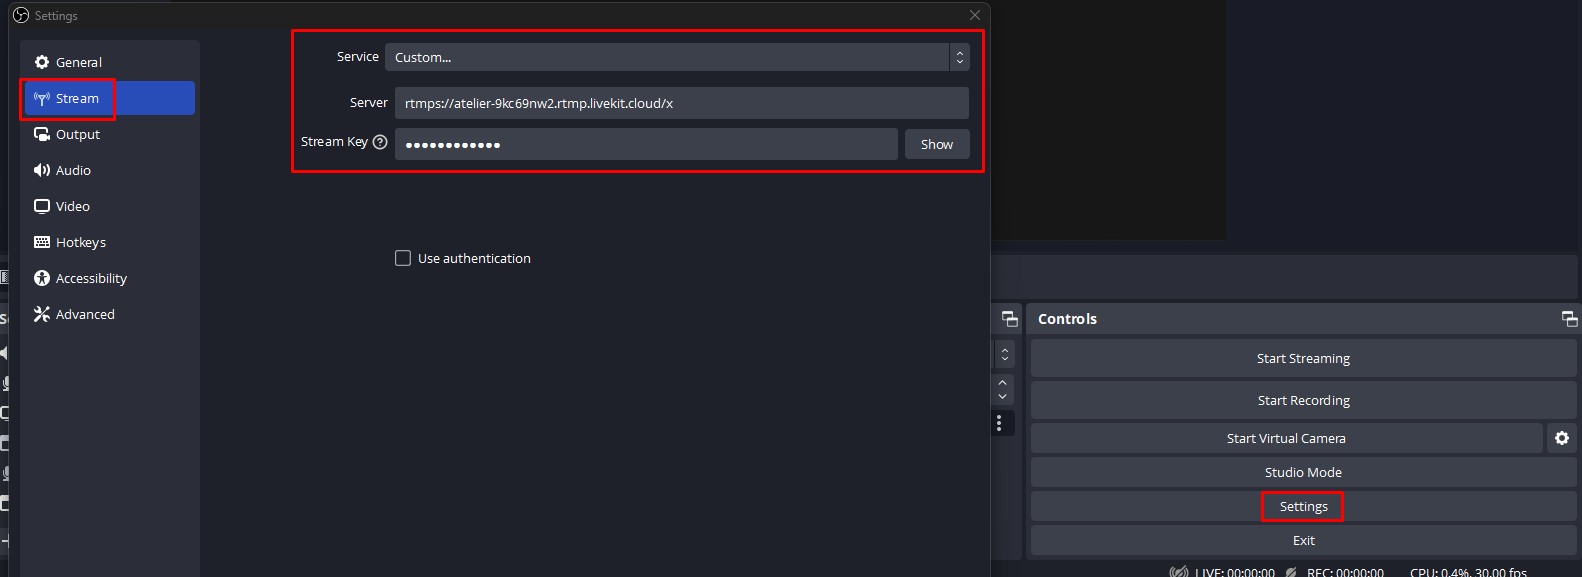 Settings
General
Stream
Output
Audio
Video
Hotkeys
Accessibility
Advanced
Service
Custom...
Server
rtmps://atelier-9kc69nw2.rtmp.livekit.cloud/x
Stream Key
••••••••••••
Show
Use authentication
Controls
Start Streaming
Start Recording
Start Virtual Camera
Studio Mode
Settings
Exit
LIVE: 00:00:00
REC: 00:00:00
CPU: 0.4%, 30.00 fps